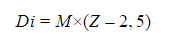 Di = M×(Z − 2,5)